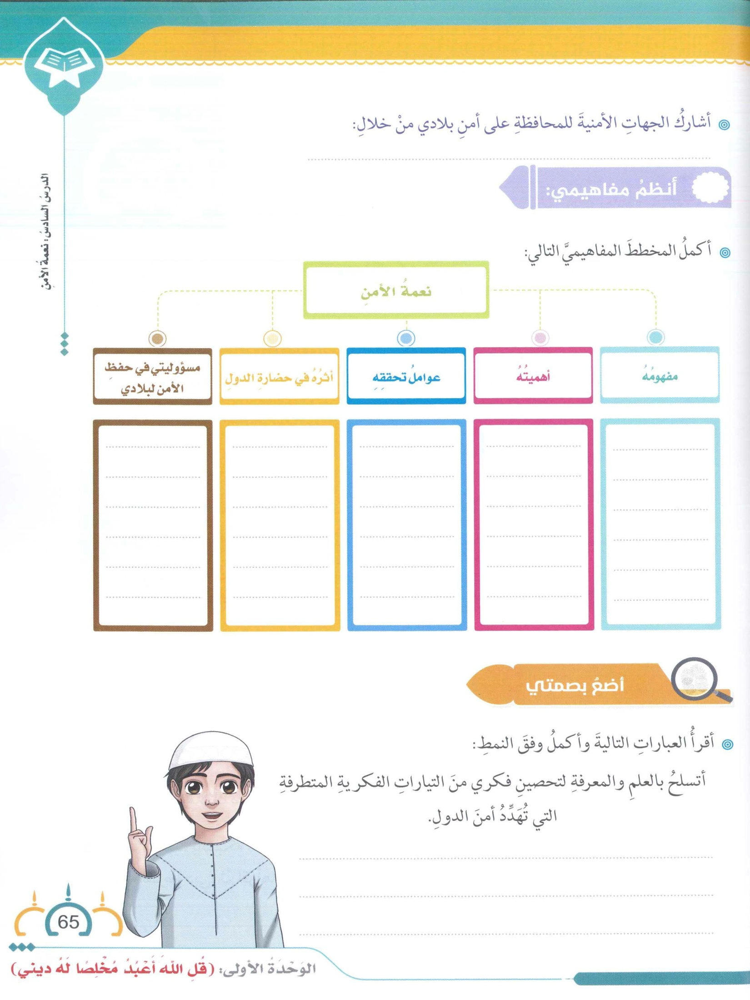 أشاركُ الجهاتِ الأمنيةَ للمحافظةِ على أمنِ بلادي منْ خلالِ:
أنظمُ مفاهيمي:
الدرسُ السادسُ: نعمةُ الأمنِ
أكملُ المخططَ المفاهيميَّ التالي:
نعمةُ الأمنِ
مفهومُهُ
أهميتُهُ
عواملُ تحققِهِ
أثرُهُ في حضارةِ الدولِ
مسؤوليتي في حفظِ
الأمن لبلادي
أضعُ بصمتي
أقرأُ العباراتِ التاليةَ وأكملُ وفقَ النمطِ:
أتسلحُ بالعلمِ والمعرفةِ لتحصينِ فكري منَ التياراتِ الفكريةِ المتطرفةِ
التي تُهَدِّدُ أمنَ الدولِ.
65
الوَحْدَةُ الأولى: (قُلِ اللَّهَ أَعْبُدُ مُخْلِصًا لَهُ ديني)